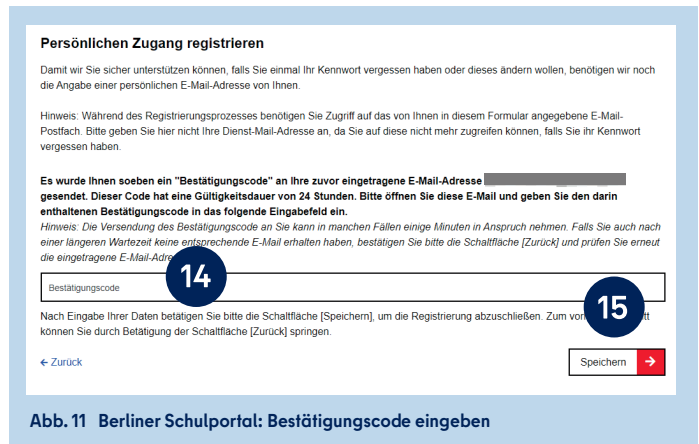 Persönlichen Zugang registrieren
Damit wir Sie sicher unterstützen können, falls Sie einmal Ihr Kennwort vergessen haben oder dieses ändern wollen, benötigen wir noch
die Angabe einer persönlichen E-Mail-Adresse von Ihnen.
Hinweis: Während des Registrierungsprozesses benötigen Sie Zugriff auf das von Ihnen in diesem Formular angegebene E-Mail-
Postfach. Bitte geben Sie hier nicht Ihre Dienst-Mail-Adresse an, da Sie auf diese nicht mehr zugreifen können, falls Sie ihr Kennwort
vergessen haben.
Es wurde Ihnen soeben ein "Bestätigungscode" an Ihre zuvor eingetragene E-Mail-Adresse
gesendet. Dieser Code hat eine Gültigkeitsdauer von 24 Stunden. Bitte öffnen Sie diese E-Mail und geben Sie den darin
enthaltenen Bestätigungscode in das folgende Eingabefeld ein.
Hinweis: Die Versendung des Bestätigungscode an Sie kann in manchen Fällen einige Minuten in Anspruch nehmen. Falls Sie auch nach
einer längeren Wartezeit keine entsprechende E-Mail erhalten haben, bestätigen Sie bitte die Schaltfläche [Zurück] und prüfen Sie erneut
die eingetragene E-Mail-Adre
14
Bestätigungscode
15
Nach Eingabe Ihrer Daten betätigen Sie bitte die Schaltfläche [Speichern], um die Registrierung abzuschließen. Zum
können Sie durch Betätigung der Schaltfläche [Zurück] springen.
← Zurück
Speichern →
Abb. 11 Berliner Schulportal: Bestätigungscode eingeben